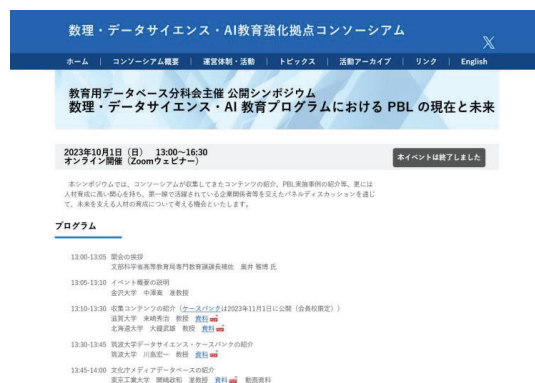 数理・データサイエンス・AI教育強化拠点コンソーシアム
ホーム | コンソーシアム概要 | 運営体制・活動 | トピックス | 活動アーカイブ | リンク | English
教育用データベース分科会主催 公開シンポジウム
数理・データサイエンス・AI 教育プログラムにおける PBL の現在と未来
2023年10月1日（日） 13:00〜16:30
オンライン開催（Zoomウェビナー）
本イベントは終了しました
本シンポジウムでは、コンソーシアムが収集してきたコンテンツの紹介、PBL実施事例の紹介等、更には
人材育成に高い関心を持ち、第一線で活躍されている企業関係者等を交えたパネルディスカッションを通じ
て、未来を支える人材の育成について考える機会といたします。
プログラム
13:00-13:05 開会の挨拶
文部科学省高等教育局専門教育課課長補佐 奥井 雅博 氏
13:05-13:10 イベント概要の説明
金沢大学 中澤嵩 准教授
13:10-13:30 収集コンテンツの紹介（ケースバンクは2023年11月1日に公開（会員校限定））
滋賀大学 来嶋秀治 教授 資料
北海道大学 大槻武雄 教授 資料
13:30-13:45 筑波大学データサイエンス・ケースバンクの紹介
筑波大学 川島宏一 教授 資料
13:45-14:00 文化庁メディアデータベースの紹介
東京工業大学 関嶋政和 准教授 資料 動画資料